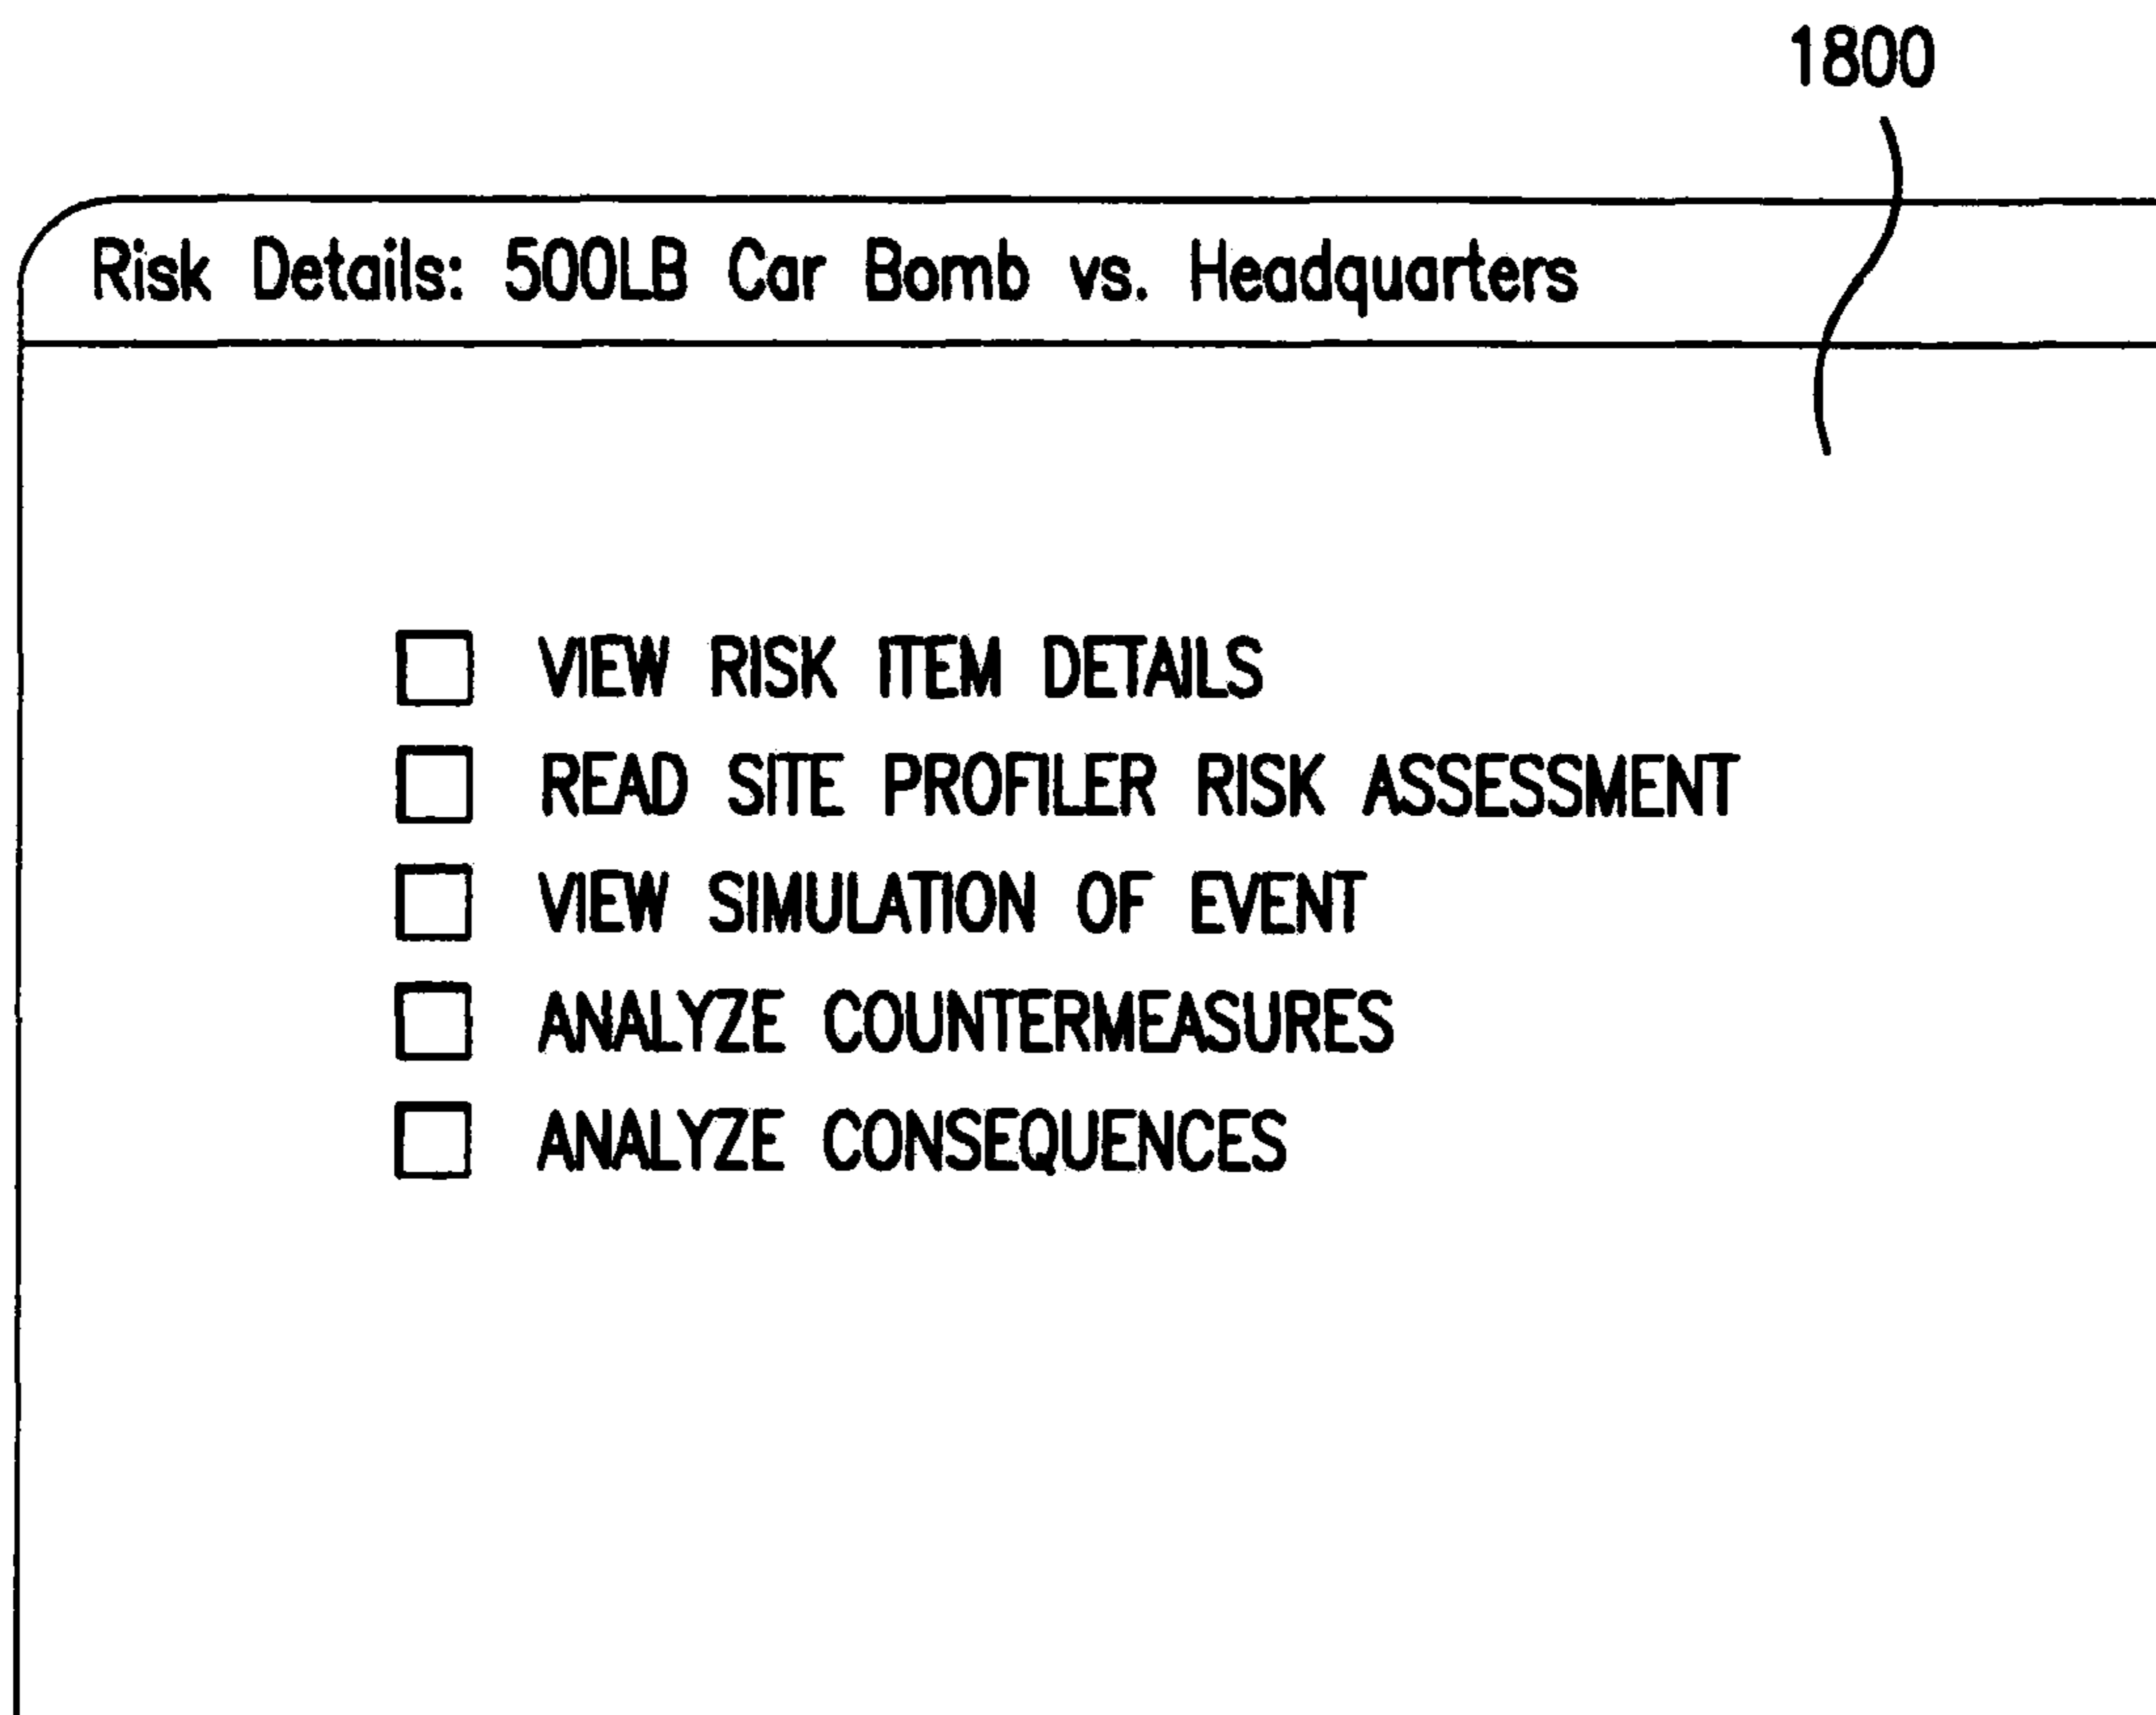 1800
Risk Details: 500LB Car Bomb vs. Headquarters
VIEW RISK ITEM DETAILS
READ SITE PROFILER RISK ASSESSMENT
VIEW SIMULATION OF EVENT
ANALYZE COUNTERMEASURES
ANALYZE CONSEQUENCES